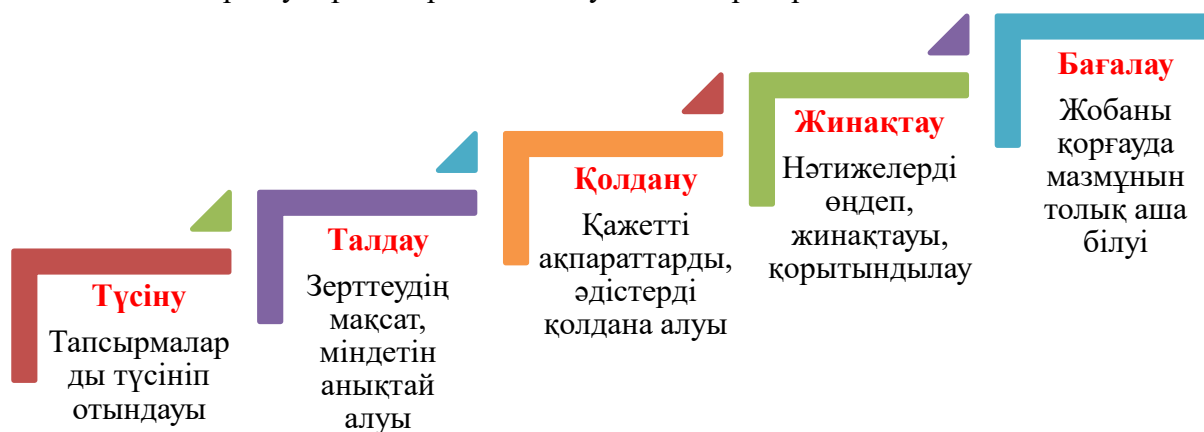 Түсіну
Тапсырмалар
ды түсініп
отындауы
Талдау
Зерттеудің
мақсат,
міндетін
анықтай
алуы
Қолдану
Қажетті
ақпараттарды,
әдістерді
қолдана алуы
Жинақтау
Нәтижелерді
өңдеп,
жинақтауы,
қорытындылау
Бағалау
Жобаны
қорғауда
мазмұнын
толық аша
білуі